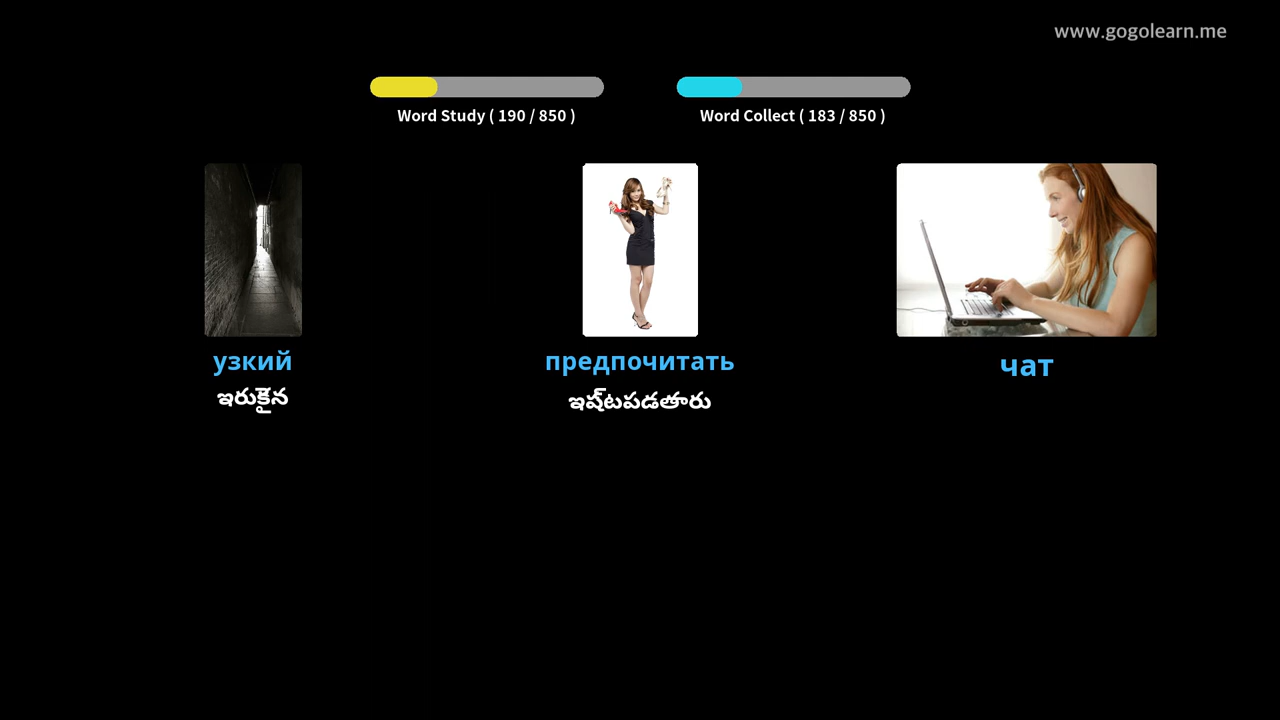 www.gogolearn.me
Word Study ( 190 / 850 )
Word Collect ( 183 / 850 )
узкий
предпочитать
чат
ఇరుకైన
ఇష్టపడతారు